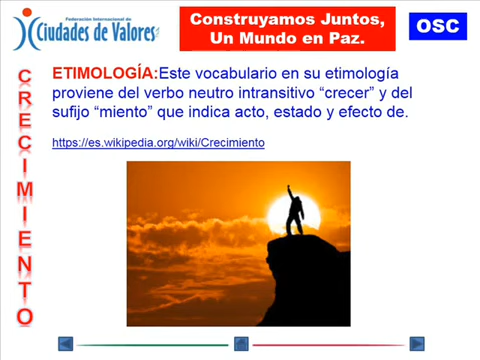 Federación Internacional de
Ciudades de Valores
Construyamos Juntos,
Un Mundo en Paz.
OSC
CRECIMIENTO
ETIMOLOGÍA:Este vocabulario en su etimología
proviene del verbo neutro intransitivo “crecer” y del
sufijo “miento” que indica acto, estado y efecto de.
https://es.wikipedia.org/wiki/Crecimiento